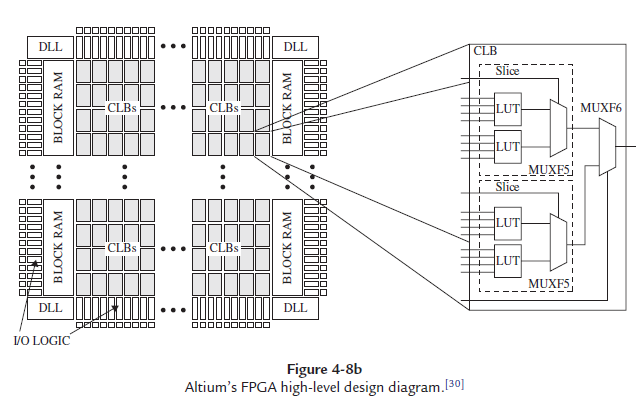 DLL
DLL
CLB
Slice
BLOCK RAM
CLBs
CLBs
BLOCK RAM
LUT
MUXF6
LUT
MUXF5
Slice
BLOCK RAM
CLBs
CLBs
BLOCK RAM
LUT
LUT
MUXF5
DLL
DLL
I/O LOGIC
Figure 4-8b
Altium's FPGA high-level design diagram.[30]